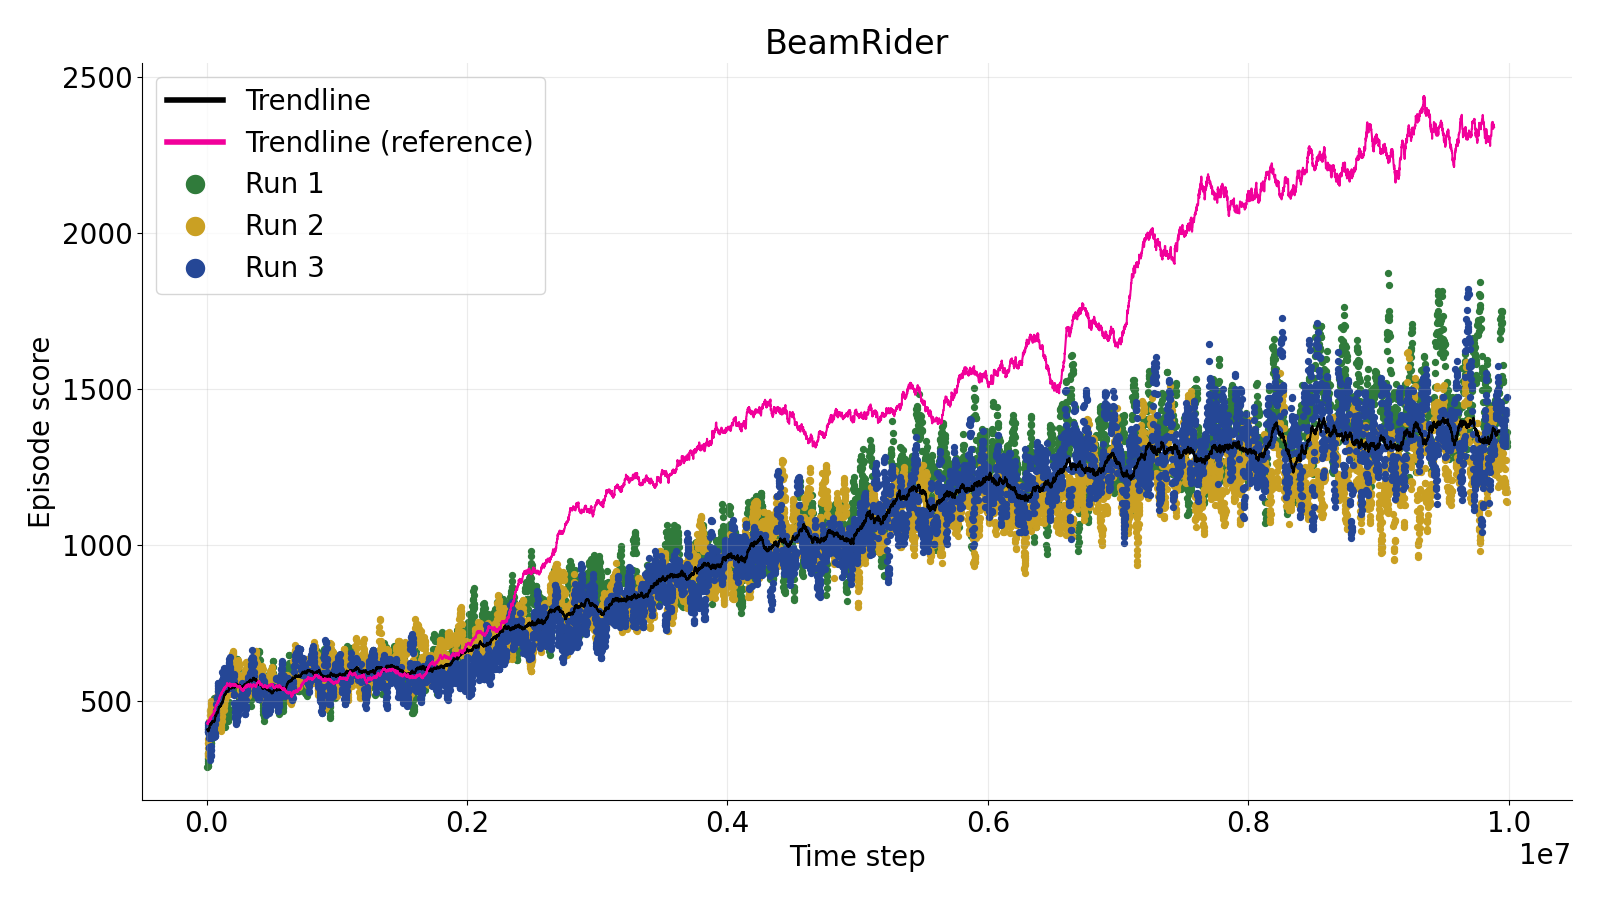 BeamRider
2500
2000
1500
1000
500
Episode score
Trendline
Trendline (reference)
Run 1
Run 2
Run 3
0.0 0.2 0.4 0.6 0.8 1.0
1e7
Time step